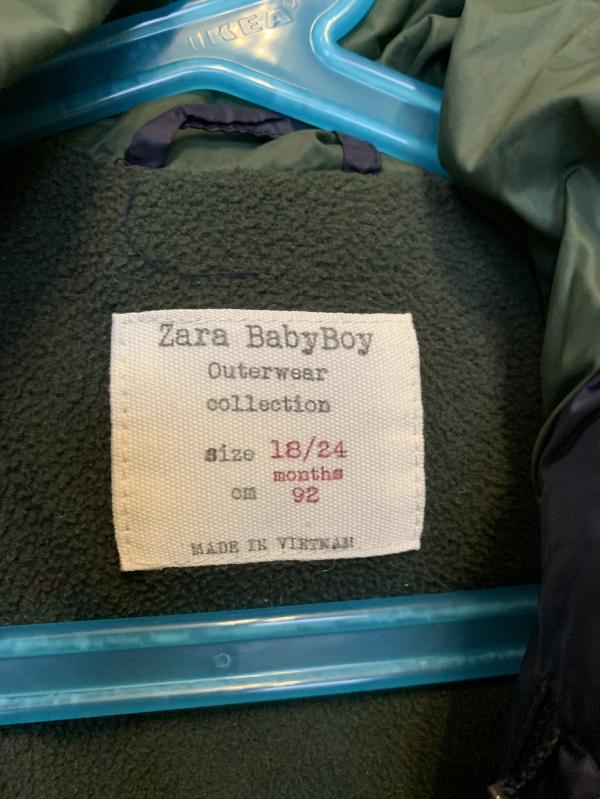 IKEA
Zara BabyBoy
Outerwear
collection
size 18/24
months
cm 92
MADE IN VIETNAM